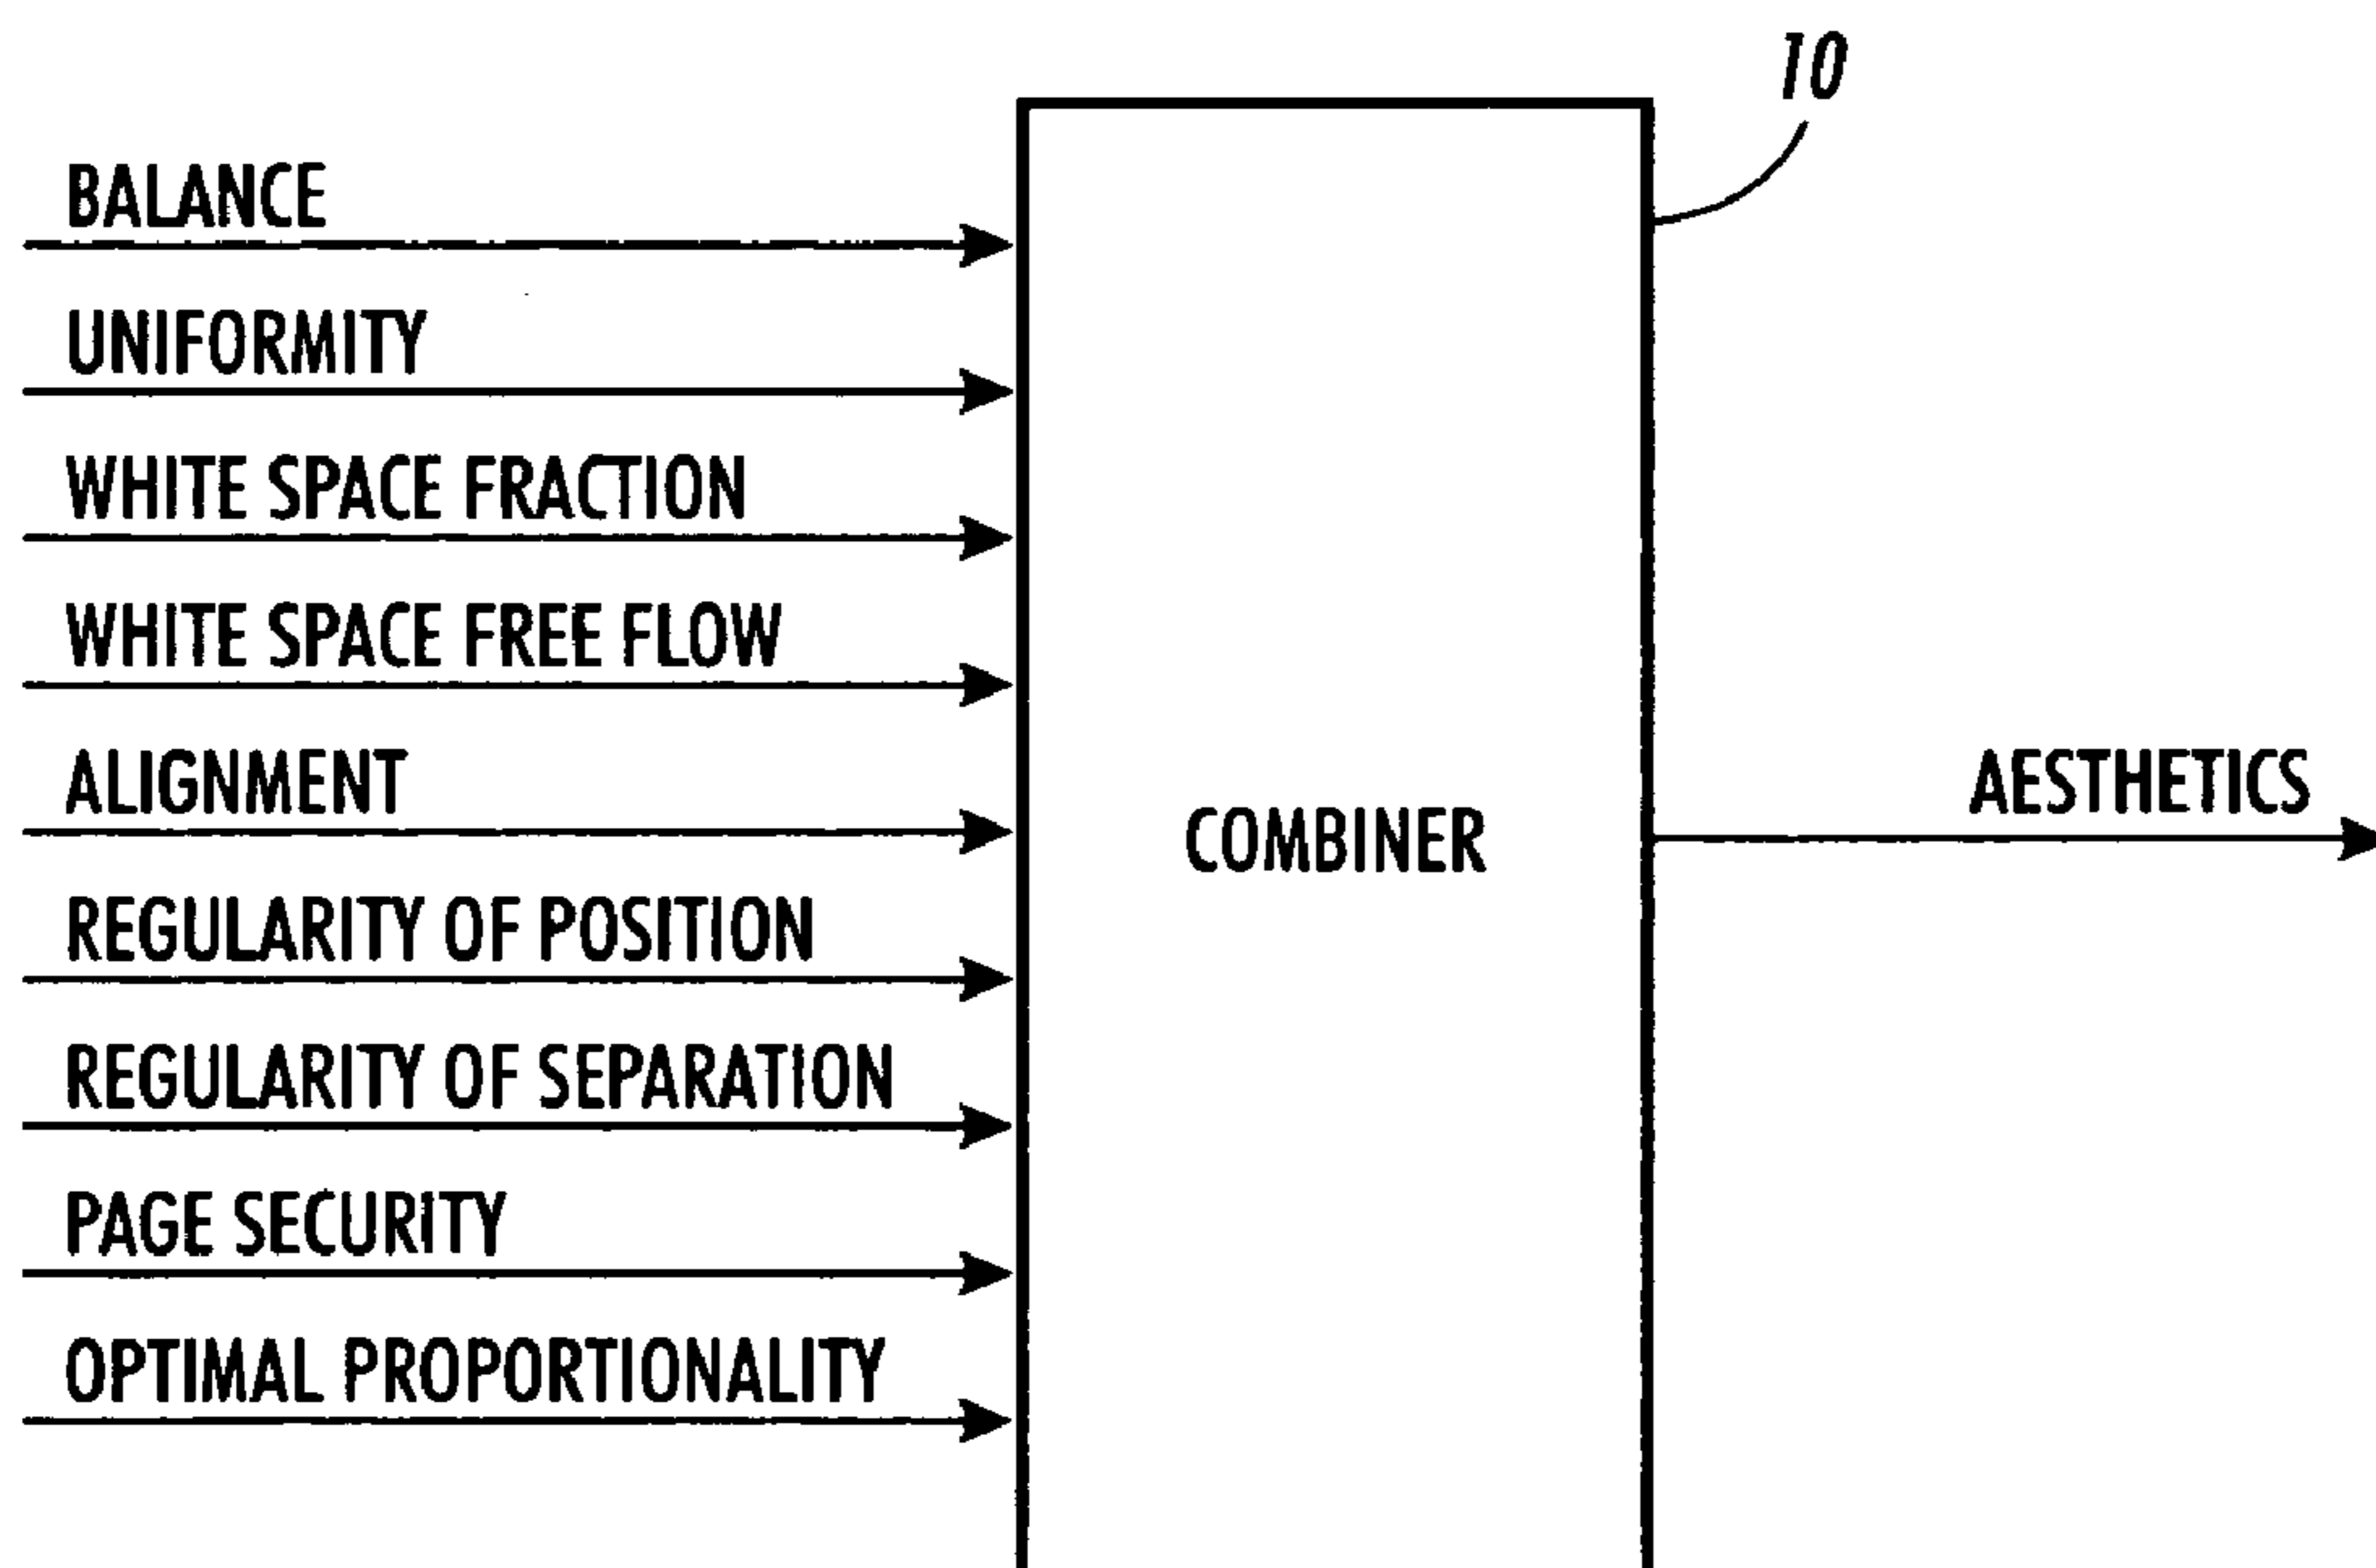 10
BALANCE
UNIFORMITY
WHITE SPACE FRACTION
WHITE SPACE FREE FLOW
ALIGNMENT
REGULARITY OF POSITION
REGULARITY OF SEPARATION
PAGE SECURITY
OPTIMAL PROPORTIONALITY
COMBINER
AESTHETICS